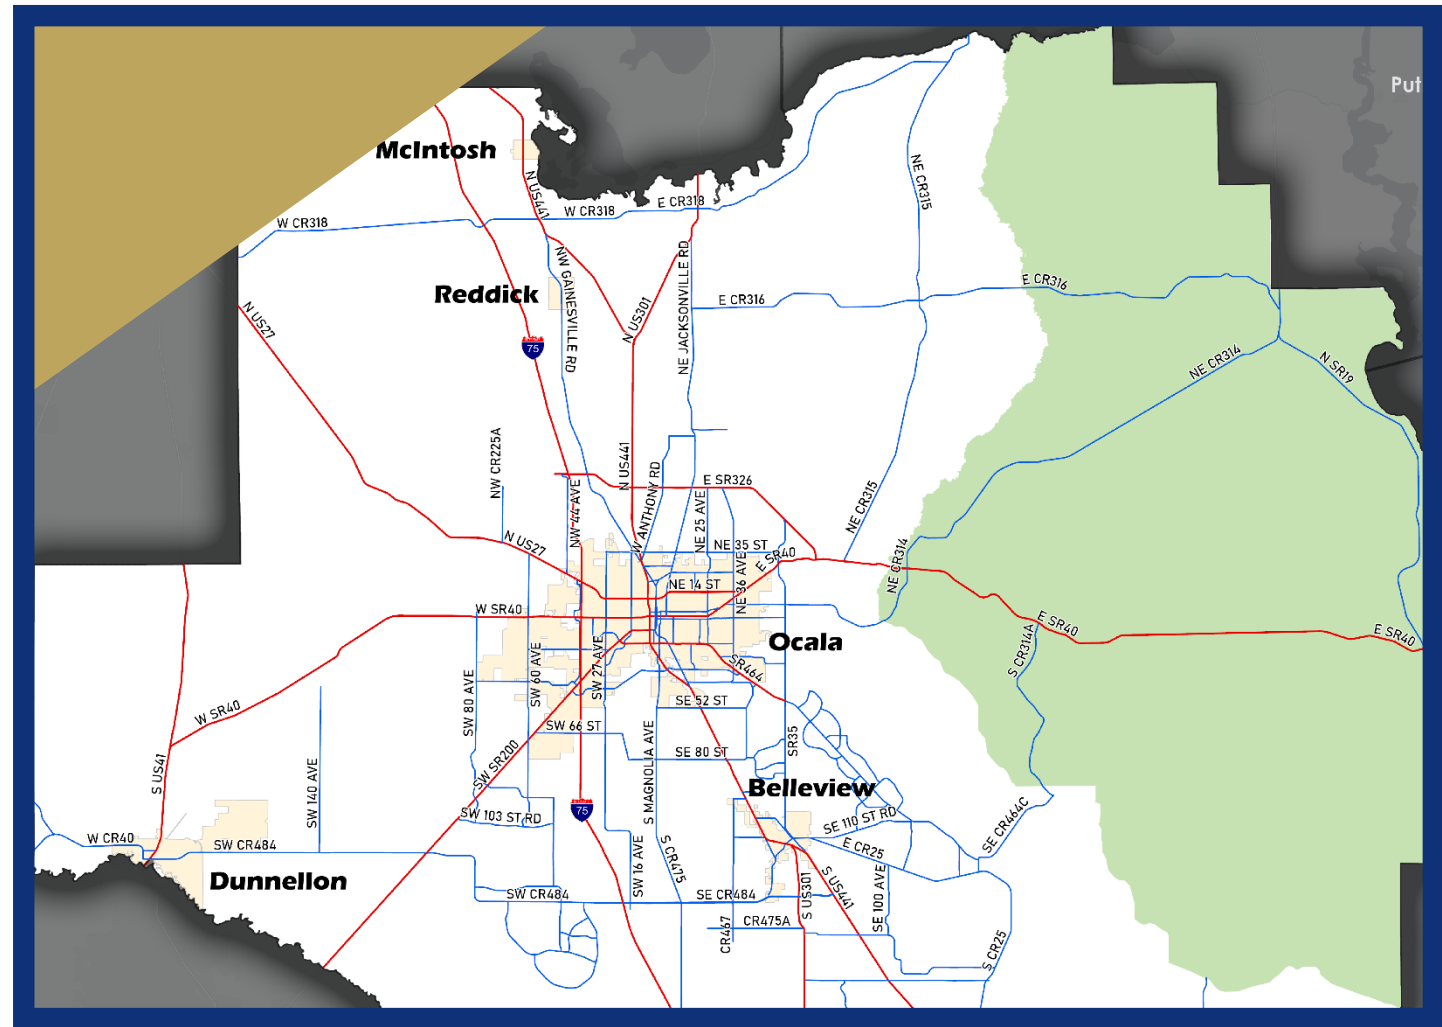 Put
McIntosh
N US441
NE CR315
W CR318
W CR318
E CR318
NW GAINESVILLE RD
NE JACKSONVILLE RD
Reddick
E CR316
E CR316
N US27
N US301
75
NE CR314
N SR19
NW CR225A
N US441
W ANTHONY RD
E SR326
NW 44 AVE
NE 25 AVE
NE CR315
N US27
NE 35 ST
E SR40
NE CR314
NE 14 ST
NE 36 AVE
W SR40
E SR40
E SR40
Ocala
S CR314A
SW 60 AVE
SW 27 AVE
SR464
SW 80 AVE
W SR40
SE 52 ST
SW 66 ST
S MAGNOLIA AVE
SR35
SE 80 ST
S US41
SW SR200
SW 140 AVE
Belleview
75
SW 103 ST RD
SE 110 ST RD
SE CR464C
W CR40
SW CR484
E CR25
SW 16 AVE
S CR475
Dunnellon
SW CR484
SE CR484
S US301
S US441
SE 100 AVE
CR467
CR475A
S CR25